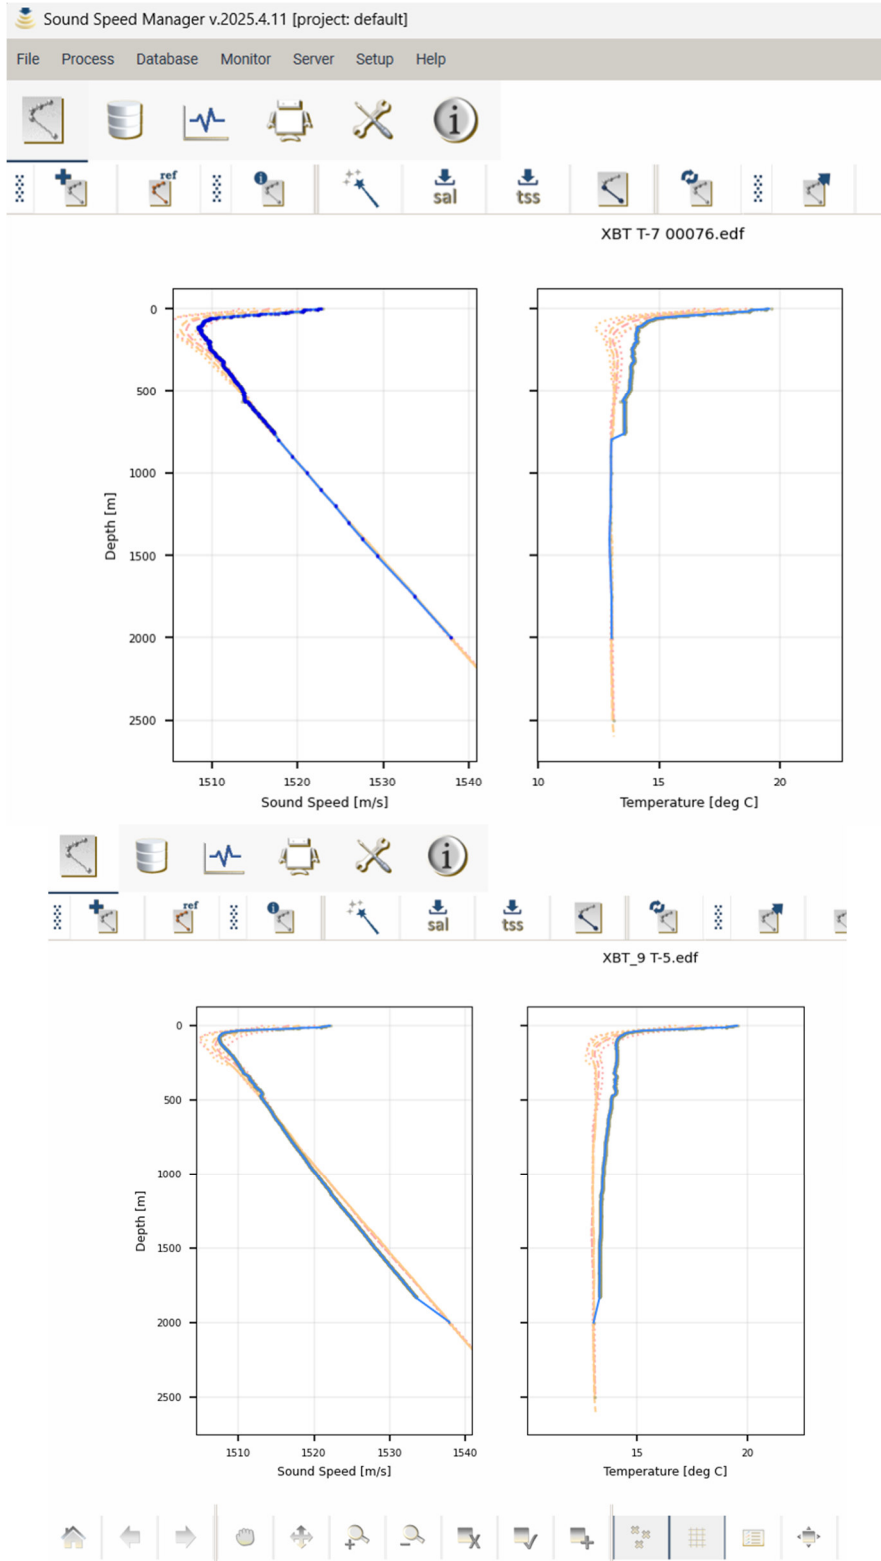 Sound Speed Manager v.2025.4.11 [project: default]
File Process Database Monitor Server Setup Help
ref
sal tss
XBT T-7 00076.edf
0
500
1000
1500
2000
2500
Depth [m]
1510 1520 1530 1540
Sound Speed [m/s]
10 15 20
Temperature [deg C]
ref
sal tss
XBT_9 T-5.edf
0
500
1000
1500
2000
2500
Depth [m]
1510 1520 1530 1540
Sound Speed [m/s]
15 20
Temperature [deg C]